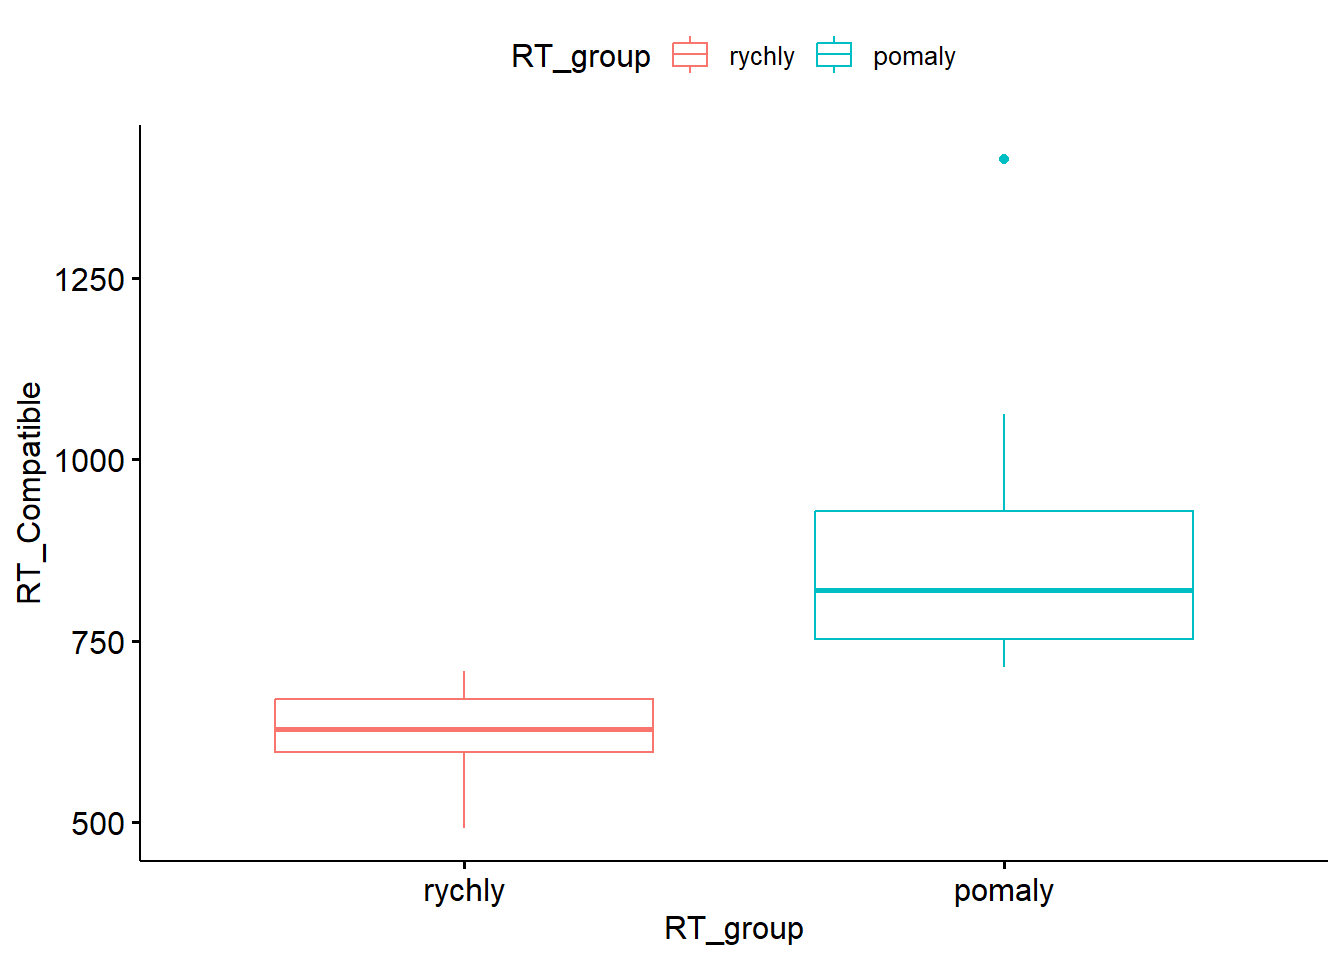 RT_group rychly pomaly
1250
1000
750
500
RT_Compatible
rychly pomaly
RT_group